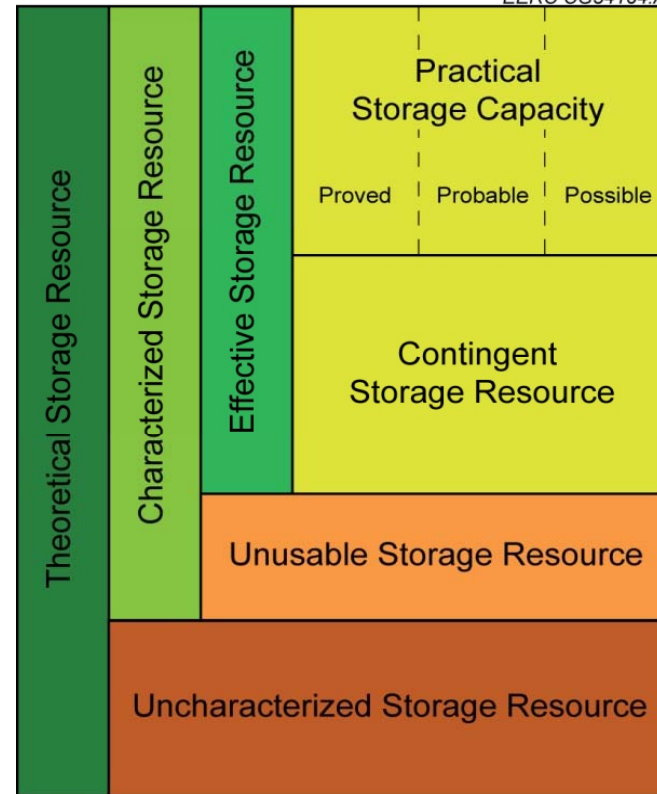 Theoretical Storage Resource
Characterized Storage Resource
Effective Storage Resource
Practical
Storage Capacity
Proved
Probable
Possible
Contingent
Storage Resource
Unusable Storage Resource
Uncharacterized Storage Resource